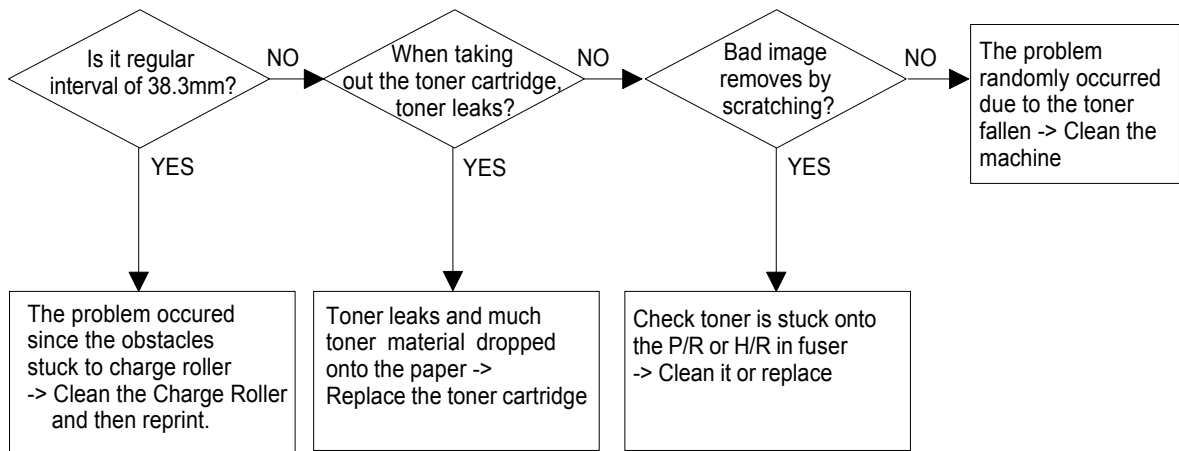 Is it regular
interval of 38.3mm?
NO
YES
When taking
out the toner cartridge,
toner leaks?
NO
YES
Bad image
removes by
scratching?
NO
YES
The problem
randomly occurred
due to the toner
fallen -> Clean the
machine
The problem occured
since the obstacles
stuck to charge roller
-> Clean the Charge Roller
and then reprint.
Toner leaks and much
toner material dropped
onto the paper ->
Replace the toner cartridge
Check toner is stuck onto
the P/R or H/R in fuser
-> Clean it or replace